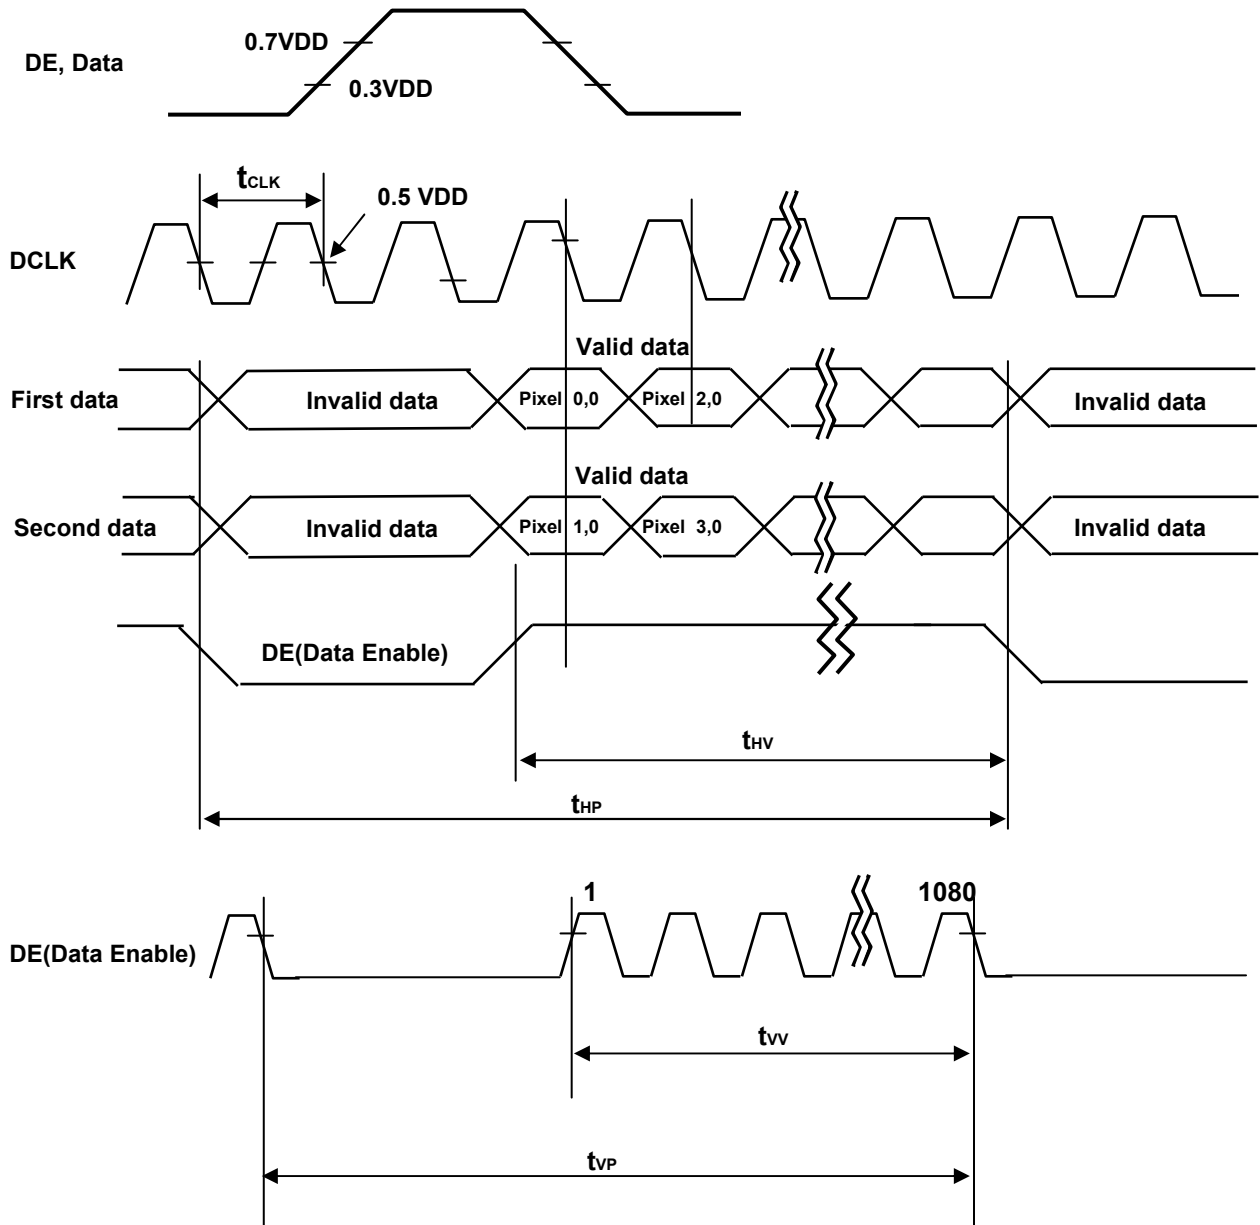 DE, Data
0.7VDD
0.3VDD
tCLK
0.5 VDD
DCLK
Valid data
First data
Invalid data
Pixel 0,0
Pixel 2,0
Invalid data
Valid data
Second data
Invalid data
Pixel 1,0
Pixel 3,0
Invalid data
DE(Data Enable)
tHV
tHP
1
1080
DE(Data Enable)
tVV
tVP